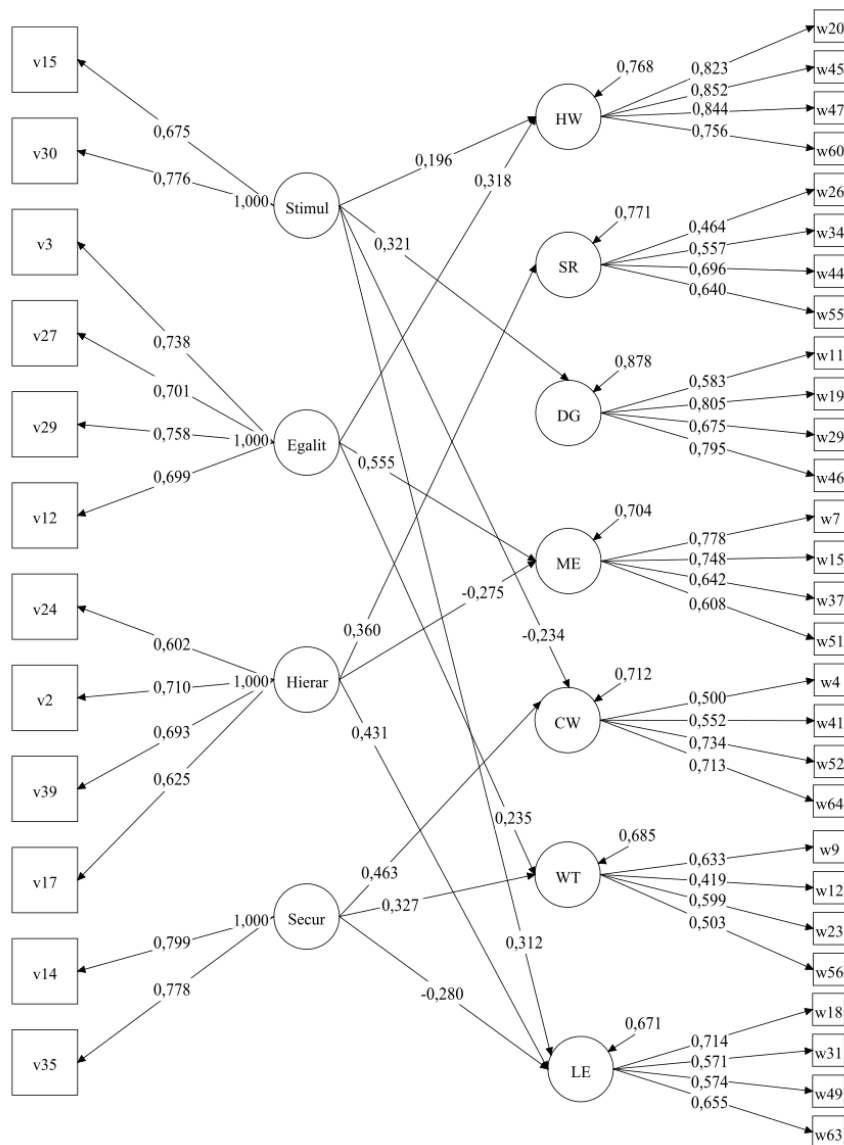 v15
v30
v3
v27
v29
v12
v24
v2
v39
v17
v14
v35
0,675
0,776
1,000
0,738
0,701
0,758
1,000
0,699
0,602
0,710
1,000
0,693
0,625
0,799
1,000
0,778
Stimul
Egalit
Hierar
Secur
0,196
0,318
0,321
0,555
-0,275
0,360
-0,234
0,431
0,235
0,463
0,327
0,312
-0,280
0,768
HW
0,771
SR
0,878
DG
0,704
ME
0,712
CW
0,685
WT
0,671
LE
0,823
0,852
0,844
0,756
0,464
0,557
0,696
0,640
0,583
0,805
0,675
0,795
0,778
0,748
0,642
0,608
0,500
0,552
0,734
0,713
0,633
0,419
0,599
0,503
0,714
0,571
0,574
0,655
w20
w45
w47
w60
w26
w34
w44
w55
w11
w19
w29
w46
w7
w15
w37
w51
w4
w41
w52
w64
w9
w12
w23
w56
w18
w31
w49
w63